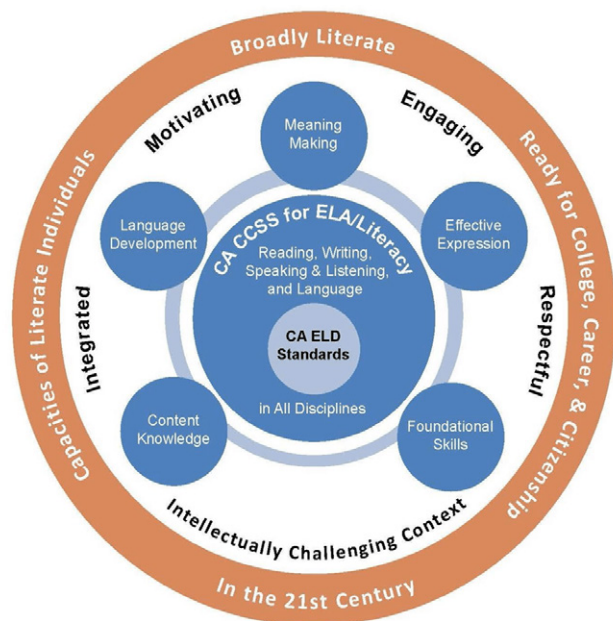 Broadly Literate
Ready for College, Career, & Citizenship
In the 21st Century
Capacities of Literate Individuals
Motivating
Engaging
Respectful
Intellectually Challenging Context
Integrated
Meaning
Making
Effective
Expression
Foundational
Skills
Content
Knowledge
Language
Development
CA CCSS for ELA/Literacy
Reading, Writing,
Speaking & Listening,
and Language
CA ELD
Standards
in All Disciplines